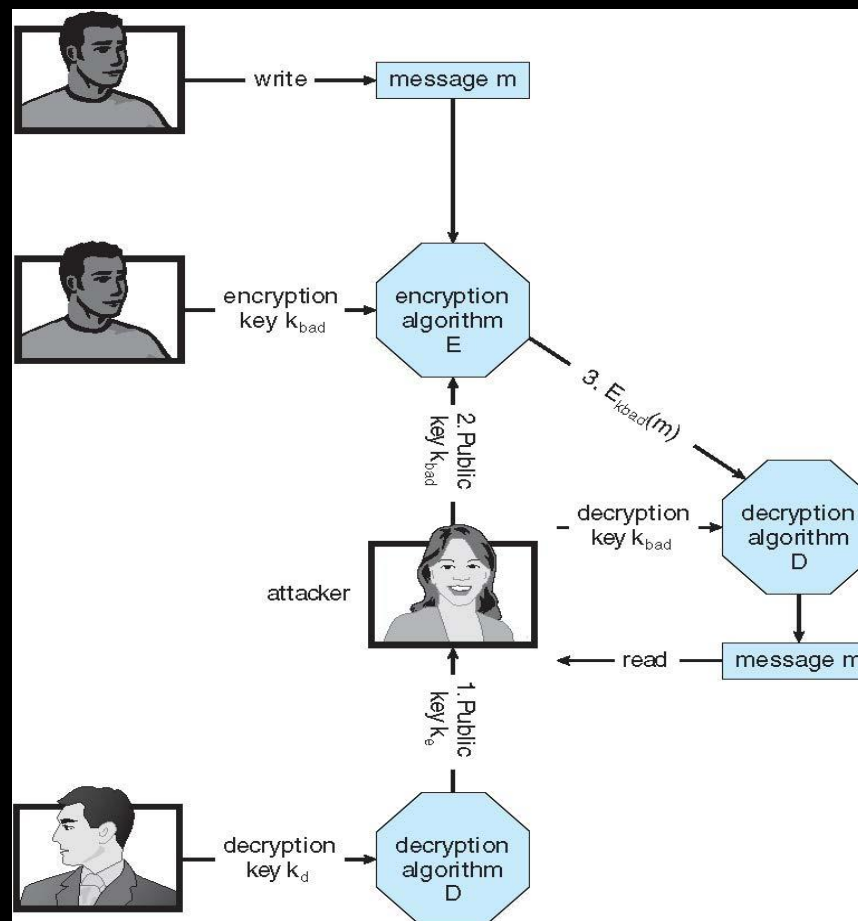 write
message m
encryption
key k_bad
encryption
algorithm
E
3. E_kbad(m)
2. Public
key k_bad
decryption
key k_bad
decryption
algorithm
D
attacker
read
message m
1. Public
key k_e
decryption
key k_d
decryption
algorithm
D